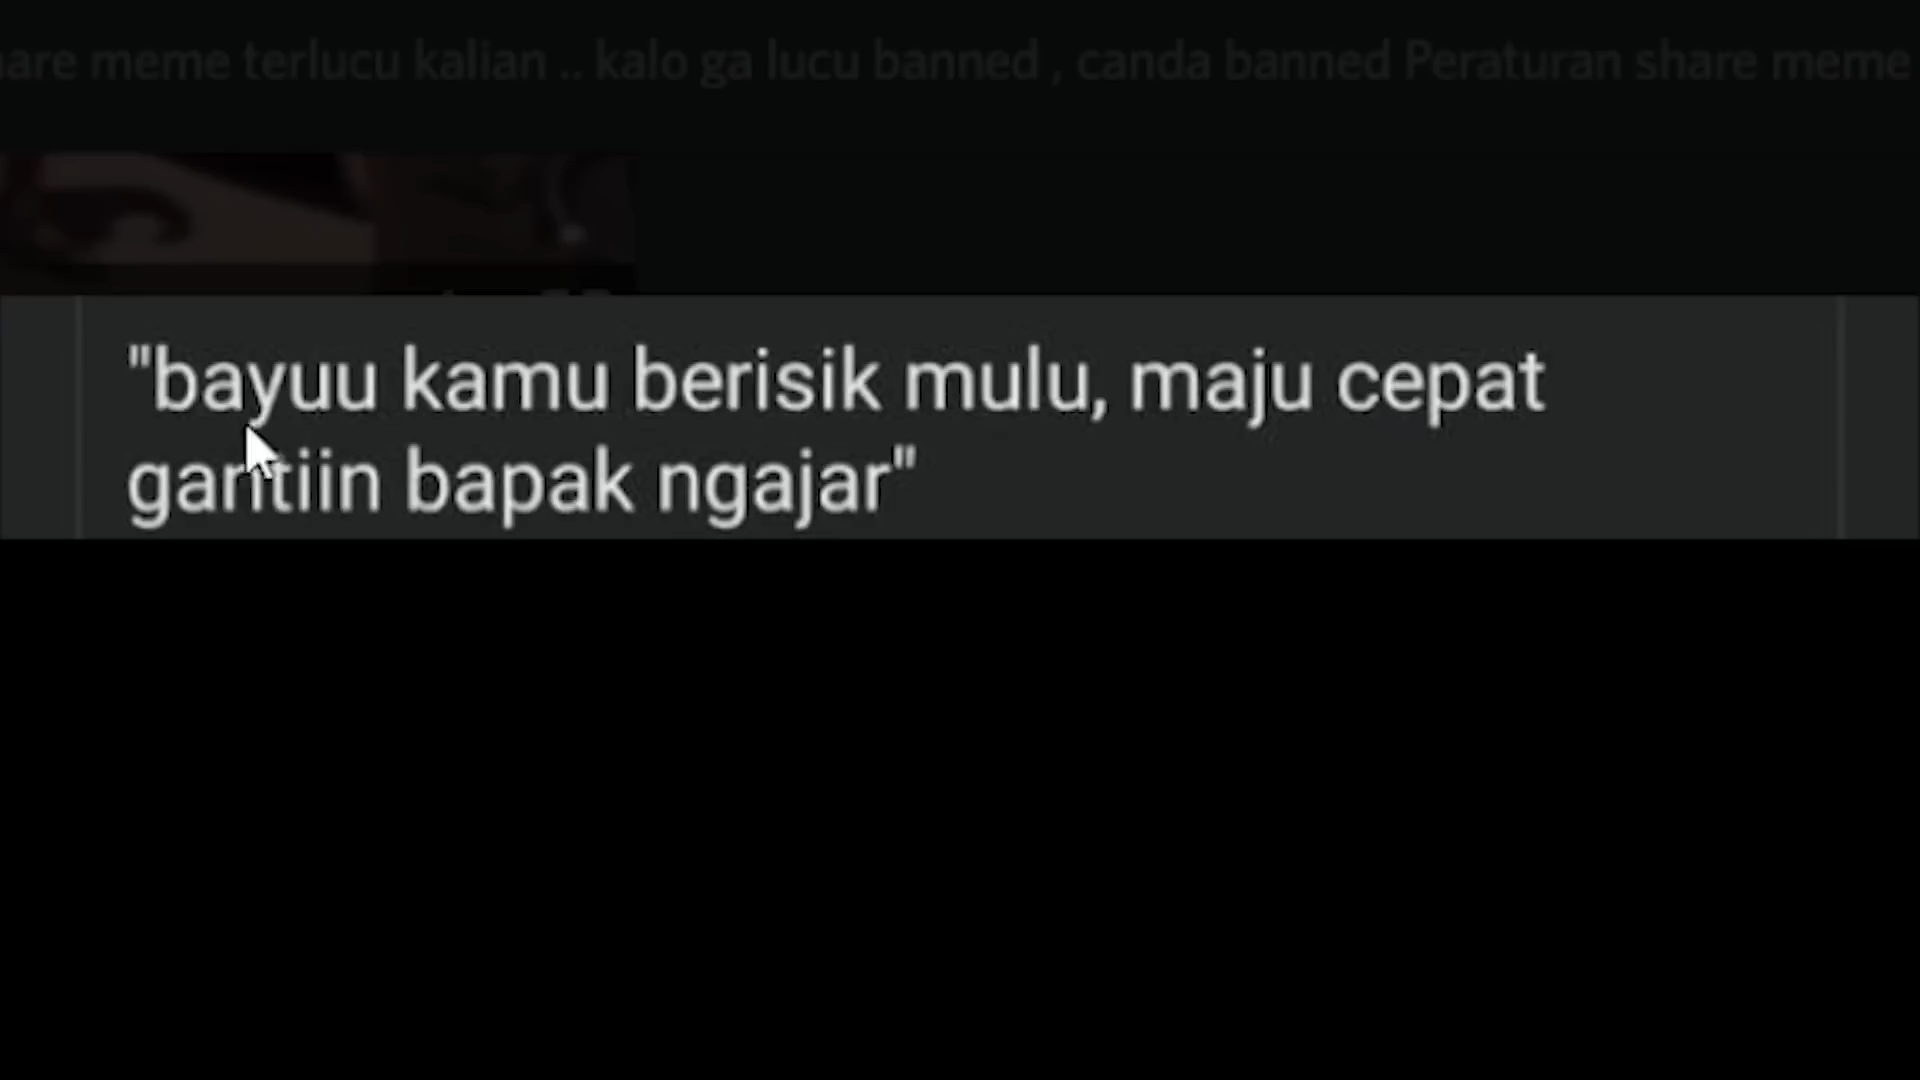 are meme terlucu kalian .. kalo ga lucu banned , canda banned Peraturan share meme
"bayuu kamu berisik mulu, maju cepat
gantiin bapak ngajar"